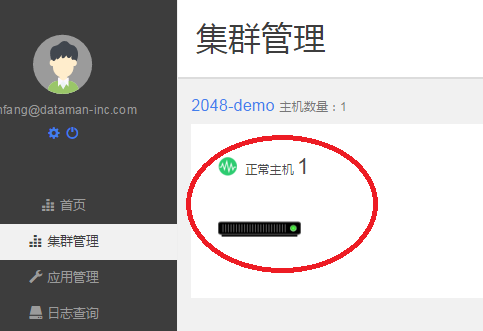 集群管理
2048-demo 主机数量：1
正常主机 1
fang@dataman-inc.com
首页
集群管理
应用管理
日志查询